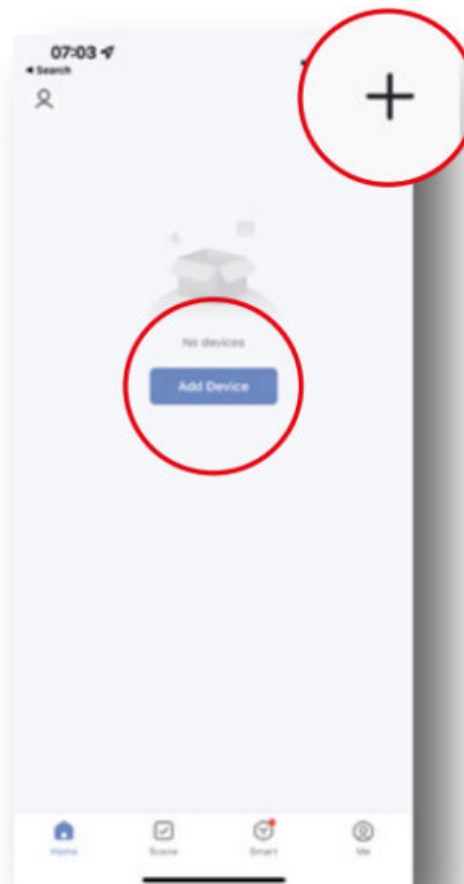 07:03
◀ Search
No devices
Add Device
Home
Scene
Smart
Me